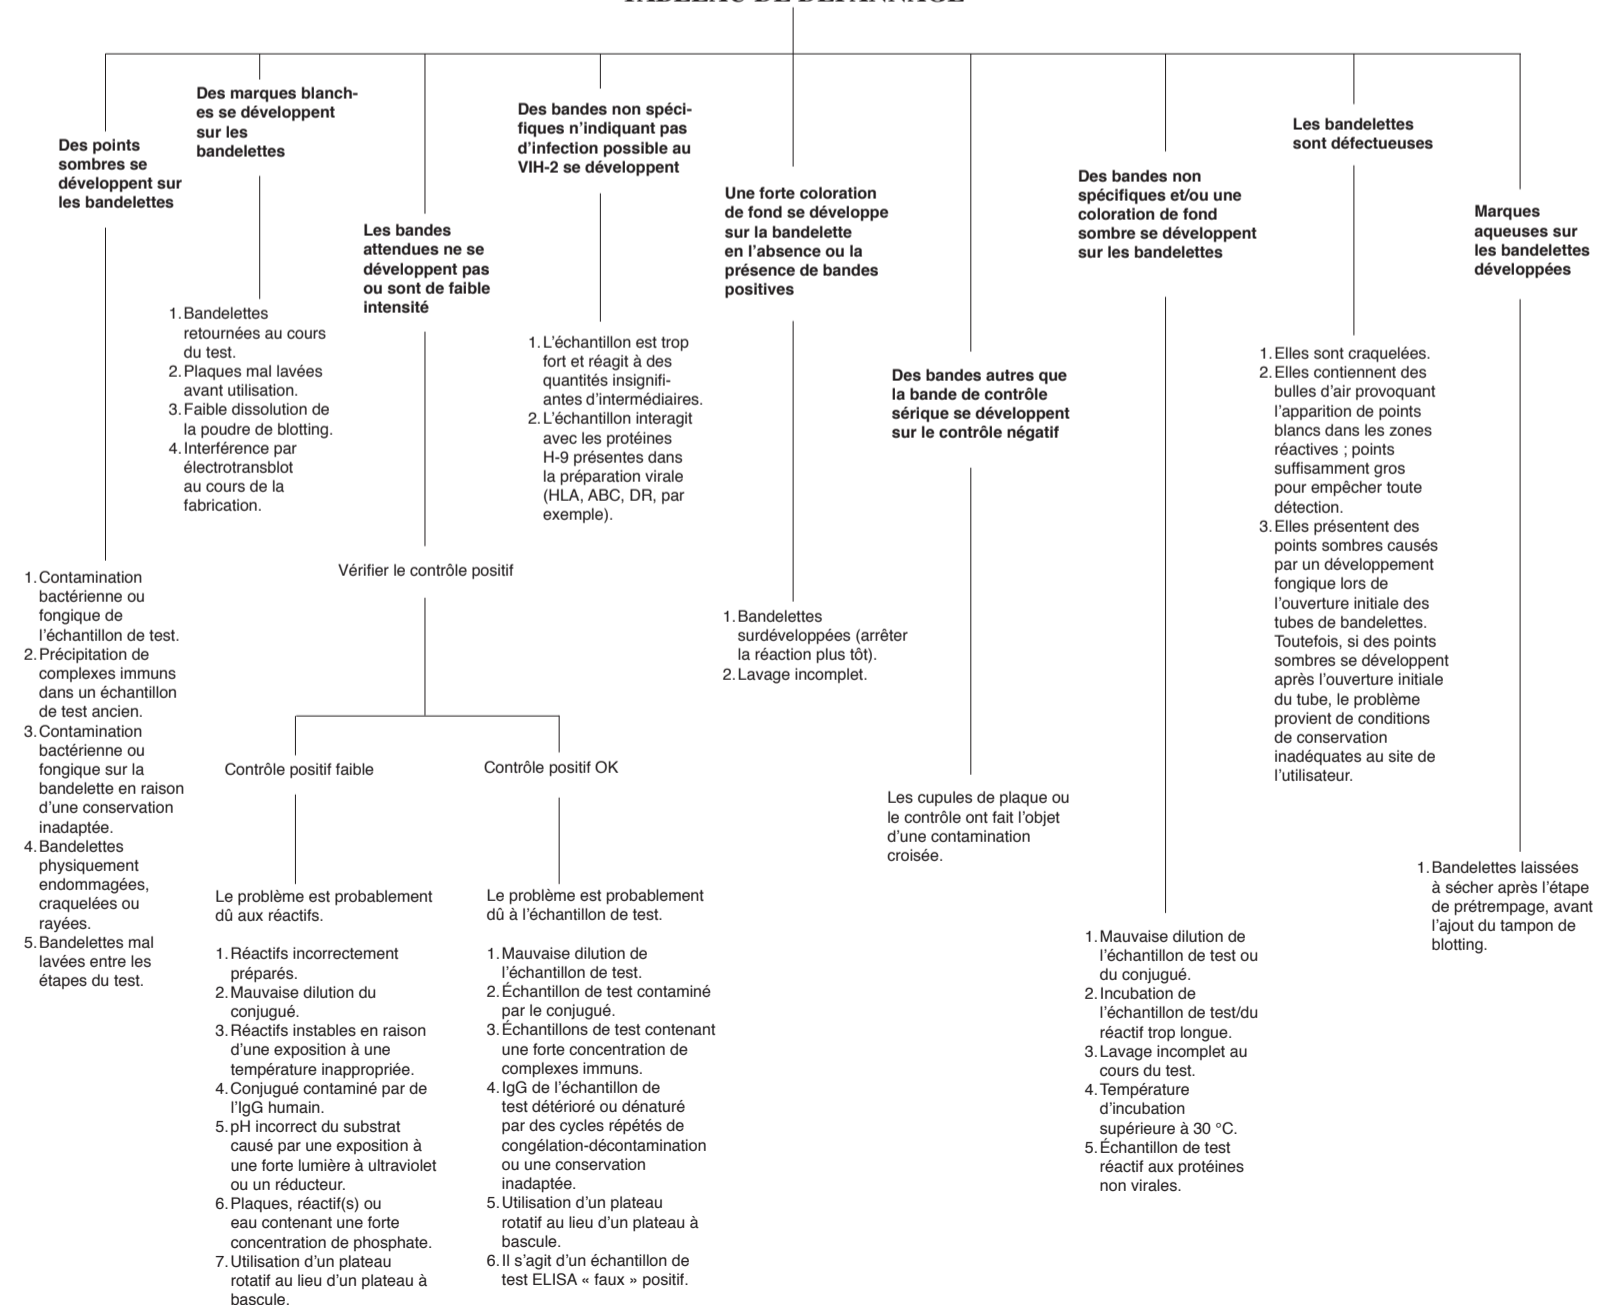 TABLEAU DE DÉPANNAGE
Des points
sombres se
développent sur
les bandelettes
1. Contamination
bactérienne ou
fongique de
l'échantillon de test.
2. Précipitation de
complexes immuns
dans un échantillon
de test ancien.
3. Contamination
bactérienne ou
fongique sur la
bandelette en raison
d'une conservation
inadaptée.
4. Bandelettes
physiquement
endommagées,
craquelées ou
rayées.
5. Bandelettes mal
lavées entre les
étapes du test.
Des marques blanch-
es se développent
sur les
bandelettes
1. Bandelettes
retournées au cours
du test.
2. Plaques mal lavées
avant utilisation.
3. Faible dissolution de
la poudre de blotting.
4. Interférence par
électrotransblot
au cours de la
fabrication.
Les bandes
attendues ne se
développent pas
ou sont de faible
intensité
Vérifier le contrôle positif
Contrôle positif faible
Le problème est probablement
dû aux réactifs.
1. Réactifs incorrectement
préparés.
2. Mauvaise dilution du
conjugué.
3. Réactifs instables en raison
d'une exposition à une
température inappropriée.
4. Conjugué contaminé par de
l'IgG humain.
5. pH incorrect du substrat
causé par une exposition à
une forte lumière à ultraviolet
ou un réducteur.
6. Plaques, réactif(s) ou
eau contenant une forte
concentration de phosphate.
7. Utilisation d'un plateau
rotatif au lieu d'un plateau à
bascule.
Contrôle positif OK
Le problème est probablement
dû à l'échantillon de test.
1. Mauvaise dilution de
l'échantillon de test.
2. Échantillon de test contaminé
par le conjugué.
3. Échantillons de test contenant
une forte concentration de
complexes immuns.
4. IgG de l'échantillon de
test détérioré ou dénaturé
par des cycles répétés de
congélation-décontamination
ou une conservation
inadaptée.
5. Utilisation d'un plateau
rotatif au lieu d'un plateau à
bascule.
6. Il s'agit d'un échantillon de
test ELISA « faux » positif.
Des bandes non spéci-
fiques n'indiquant pas
d'infection possible au
VIH-2 se développent
1. L'échantillon est trop
fort et réagit à des
quantités insignifi-
antes d'intermédiaires.
2. L'échantillon interagit
avec les protéines
H-9 présentes dans
la préparation virale
(HLA, ABC, DR, par
exemple).
Une forte coloration
de fond se développe
sur la bandelette
en l'absence ou la
présence de bandes
positives
1. Bandelettes
surdéveloppées (arrêter
la réaction plus tôt).
2. Lavage incomplet.
Des bandes autres que
la bande de contrôle
sérique se développent
sur le contrôle négatif
Les cupules de plaque ou
le contrôle ont fait l'objet
d'une contamination
croisée.
Des bandes non
spécifiques et/ou une
coloration de fond
sombre se développent
sur les bandelettes
1. Mauvaise dilution de
l'échantillon de test ou
du conjugué.
2. Incubation de
l'échantillon de test/du
réactif trop longue.
3. Lavage incomplet au
cours du test.
4. Température
d'incubation
supérieure à 30 °C.
5. Échantillon de test
réactif aux protéines
non virales.
Les bandelettes
sont défectueuses
1. Elles sont craquelées.
2. Elles contiennent des
bulles d'air provoquant
l'apparition de points
blancs dans les zones
réactives ; points
suffisamment gros
pour empêcher toute
détection.
3. Elles présentent des
points sombres causés
par un développement
fongique lors de
l'ouverture initiale des
tubes de bandelettes.
Toutefois, si des points
sombres se développent
après l'ouverture initiale
du tube, le problème
provient de conditions
de conservation
inadéquates au site de
l'utilisateur.
Marques
aqueuses sur
les bandelettes
développées
1. Bandelettes laissées
à sécher après l'étape
de prétrempage, avant
l'ajout du tampon de
blotting.